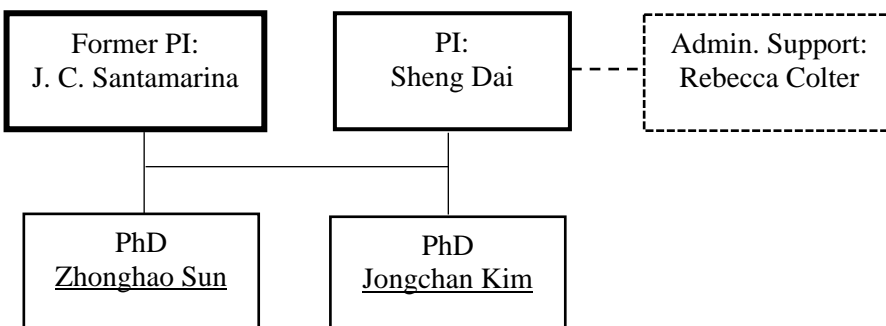 Former PI:
J. C. Santamarina
PI:
Sheng Dai
Admin. Support:
Rebecca Colter
PhD
Zhonghao Sun
PhD
Jongchan Kim